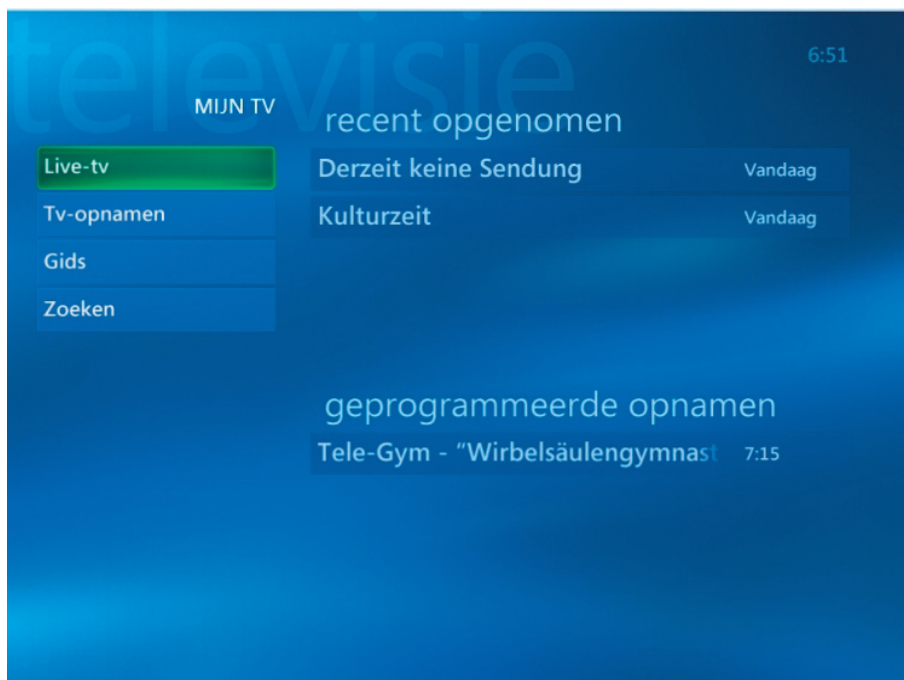 televisie
6:51
MIJN TV
recent opgenomen
Live-tv
Derzeit keine Sendung Vandaag
Tv-opnamen
Kulturzeit Vandaag
Gids
Zoeken
geprogrammeerde opnamen
Tele-Gym - “Wirbelsäulengymnast 7:15